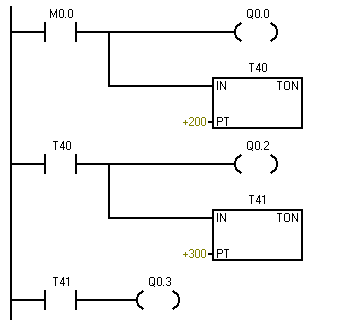 M0.0 Q0.0
T40
IN TON
+200 PT
T40 Q0.2
T41
IN TON
+300 PT
T41 Q0.3